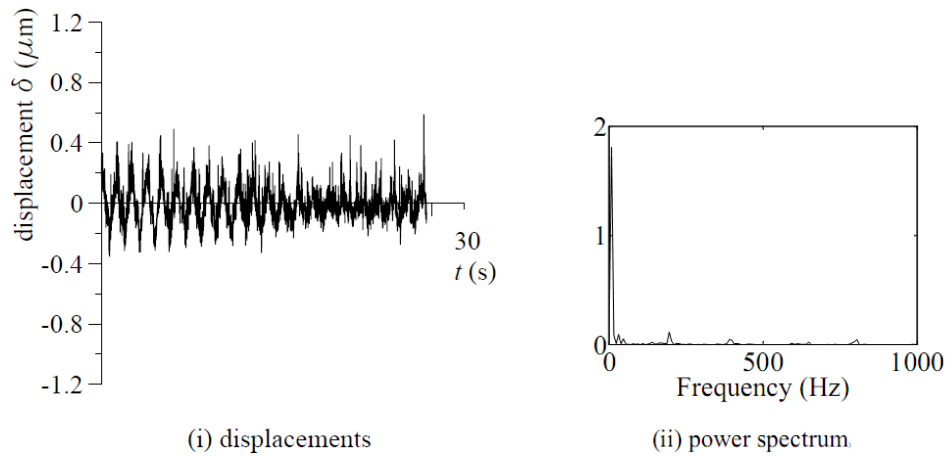 displacement δ (μm)
1.2
0.8
0.4
0
-0.4
-0.8
-1.2
30
t (s)
(i) displacements
2
1
0
0
500
1000
Frequency (Hz)
(ii) power spectrum